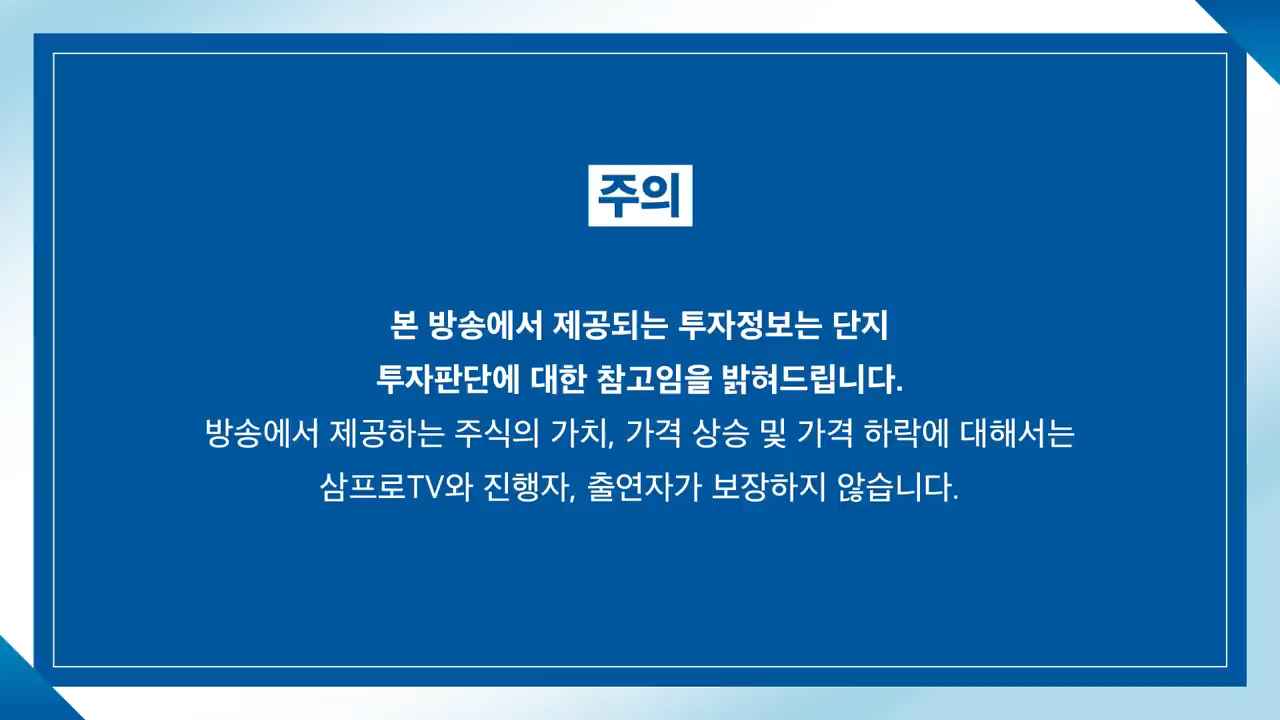 주의
본 방송에서 제공되는 투자정보는 단지
투자판단에 대한 참고임을 밝혀드립니다.
방송에서 제공하는 주식의 가치, 가격 상승 및 가격 하락에 대해서는
삼프로TV와 진행자, 출연자가 보장하지 않습니다.